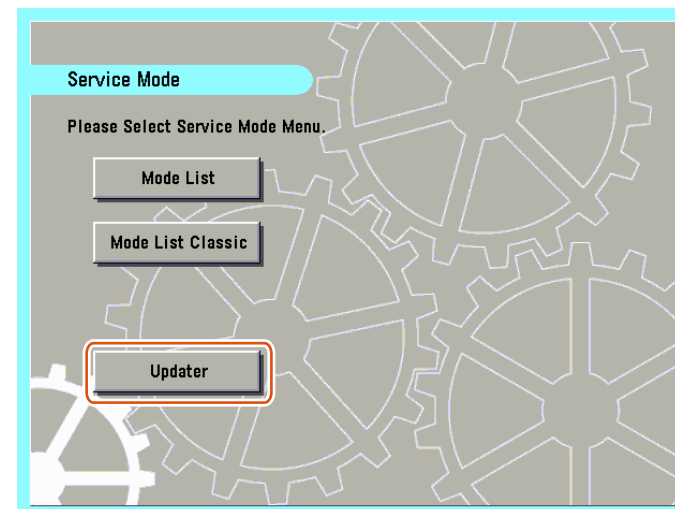 Service Mode
Please Select Service Mode Menu.
Mode List
Mode List Classic
Updater